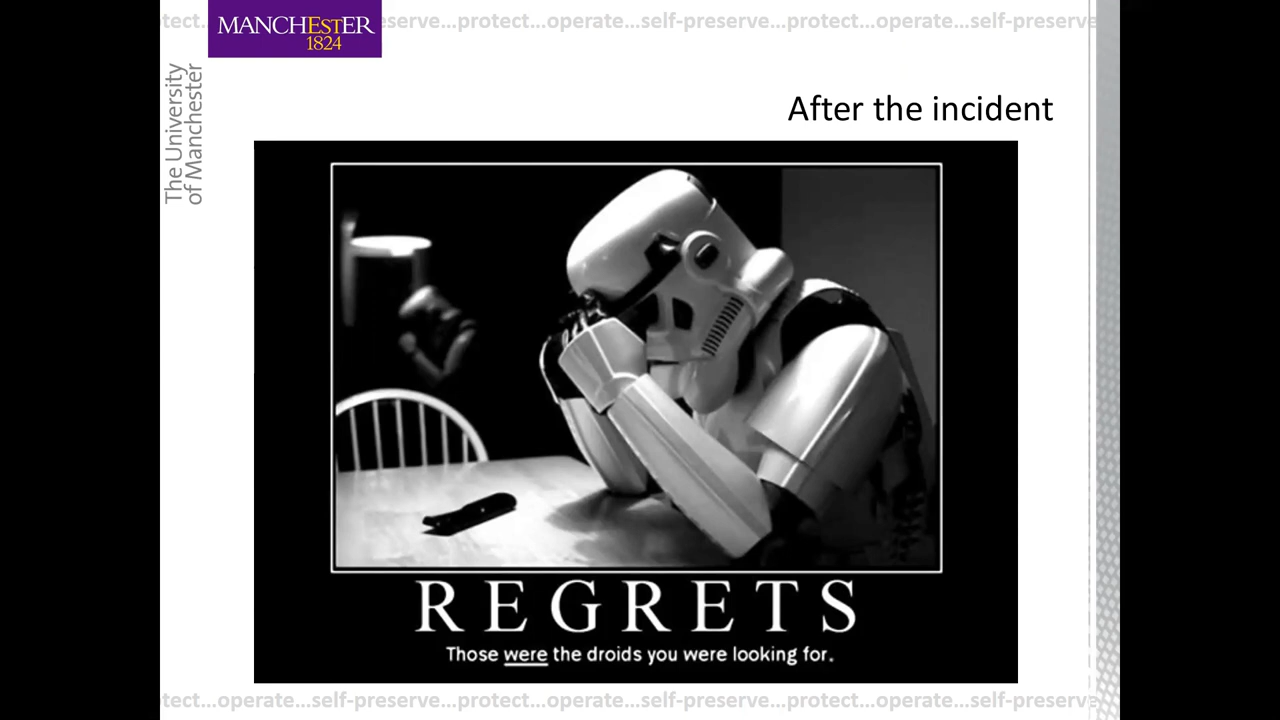 tect...operate...self-preserve...protect...operate...self-preserve...protect...operate...self-preserve
MANCHESTER
1824
The University
of Manchester
After the incident
REGRETS
Those were the droids you were looking for.
tect...operate...self-preserve...protect...operate...self-preserve...protect...operate...self-preserve